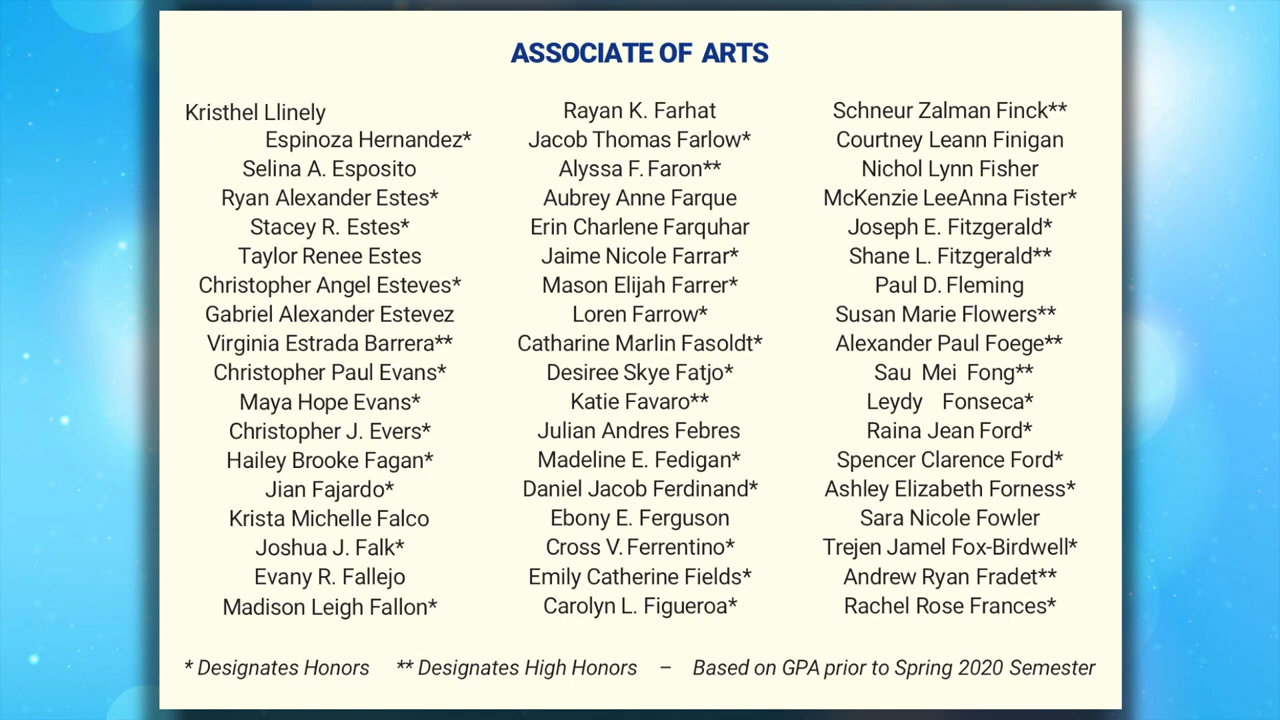 ASSOCIATE OF ARTS
Kristhel Llinely
Espinoza Hernandez*
Selina A. Esposito
Ryan Alexander Estes*
Stacey R. Estes*
Taylor Renee Estes
Christopher Angel Esteves*
Gabriel Alexander Estevez
Virginia Estrada Barrera**
Christopher Paul Evans*
Maya Hope Evans*
Christopher J. Evers*
Hailey Brooke Fagan*
Jian Fajardo*
Krista Michelle Falco
Joshua J. Falk*
Evany R. Fallejo
Madison Leigh Fallon*
Rayan K. Farhat
Jacob Thomas Farlow*
Alyssa F. Faron**
Aubrey Anne Farque
Erin Charlene Farquhar
Jaime Nicole Farrar*
Mason Elijah Farrer*
Loren Farrow*
Catharine Marlin Fasoldt*
Desiree Skye Fatjo*
Katie Favaro**
Julian Andres Febres
Madeline E. Fedigan*
Daniel Jacob Ferdinand*
Ebony E. Ferguson
Cross V. Ferrentino*
Emily Catherine Fields*
Carolyn L. Figueroa*
Schneur Zalman Finck**
Courtney Leann Finigan
Nichol Lynn Fisher
McKenzie LeeAnna Fister*
Joseph E. Fitzgerald*
Shane L. Fitzgerald**
Paul D. Fleming
Susan Marie Flowers**
Alexander Paul Foege**
Sau Mei Fong**
Leydy Fonseca*
Raina Jean Ford*
Spencer Clarence Ford*
Ashley Elizabeth Forness*
Sara Nicole Fowler
Trejen Jamel Fox-Birdwell*
Andrew Ryan Fradet**
Rachel Rose Frances*
* Designates Honors ** Designates High Honors – Based on GPA prior to Spring 2020 Semester